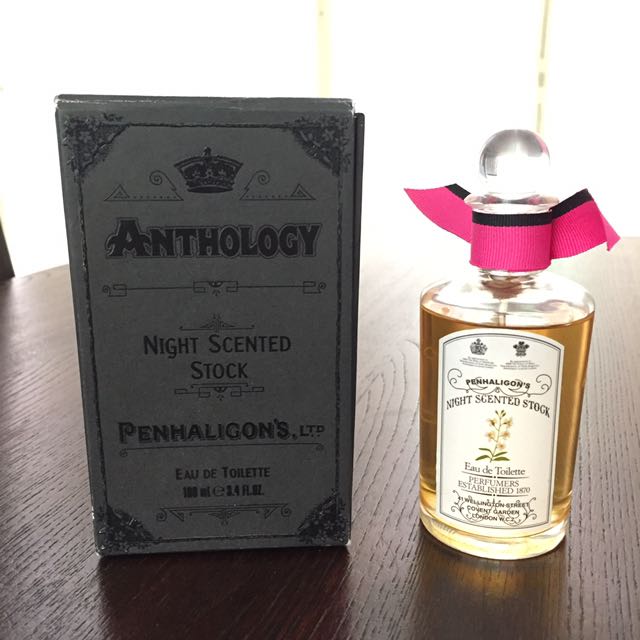 ANTHOLOGY
NIGHT SCENTED
STOCK
PENHALIGON'S, LTD
EAU DE TOILETTE
100 ml e 3.4 fl.oz.
PENHALIGON'S
NIGHT SCENTED STOCK
Eau de Toilette
PERFUMERS
ESTABLISHED 1870
WELLINGTON STREET
COVENT GARDEN
LONDON W.C.2